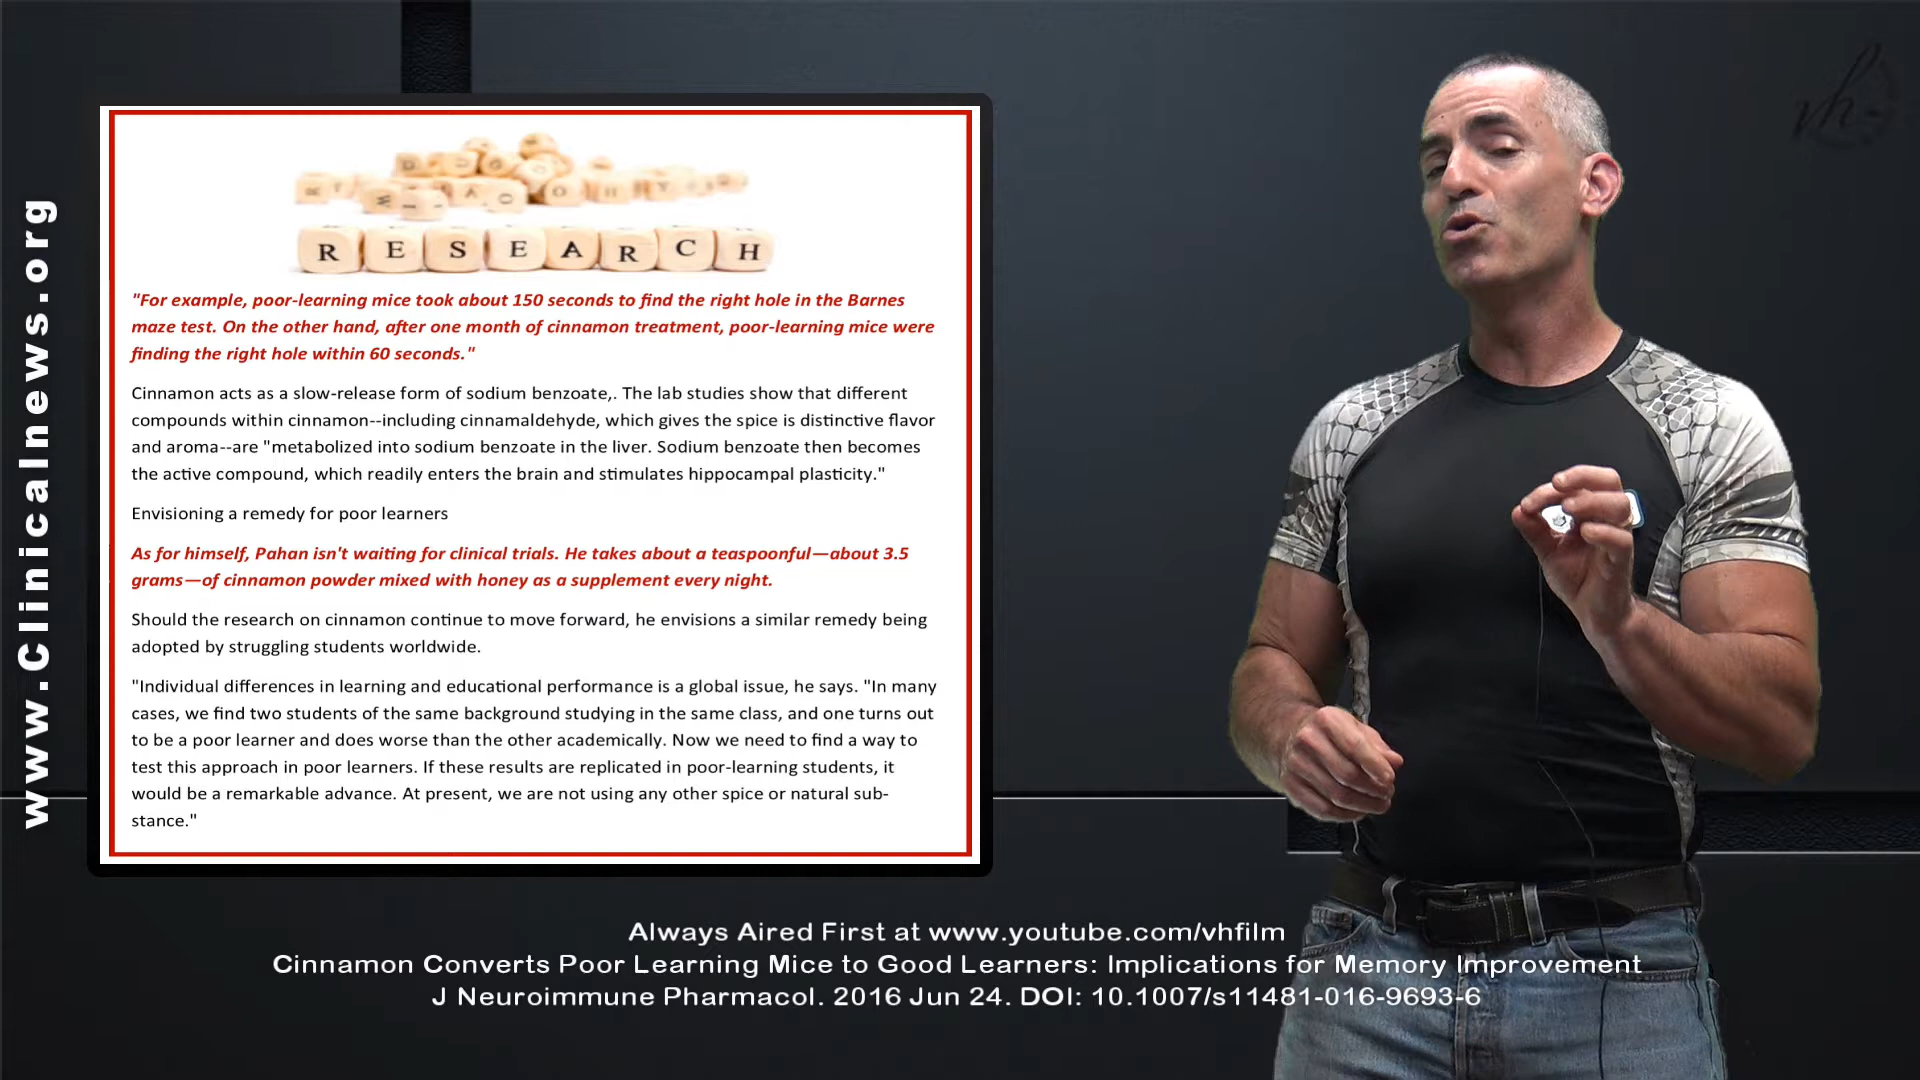 www.Clinicalnews.org
RESEARCH
"For example, poor-learning mice took about 150 seconds to find the right hole in the Barnes
maze test. On the other hand, after one month of cinnamon treatment, poor-learning mice were
finding the right hole within 60 seconds."
Cinnamon acts as a slow-release form of sodium benzoate,. The lab studies show that different
compounds within cinnamon--including cinnamaldehyde, which gives the spice is distinctive flavor
and aroma--are "metabolized into sodium benzoate in the liver. Sodium benzoate then becomes
the active compound, which readily enters the brain and stimulates hippocampal plasticity."
Envisioning a remedy for poor learners
As for himself, Pahan isn't waiting for clinical trials. He takes about a teaspoonful—about 3.5
grams—of cinnamon powder mixed with honey as a supplement every night.
Should the research on cinnamon continue to move forward, he envisions a similar remedy being
adopted by struggling students worldwide.
"Individual differences in learning and educational performance is a global issue, he says. "In many
cases, we find two students of the same background studying in the same class, and one turns out
to be a poor learner and does worse than the other academically. Now we need to find a way to
test this approach in poor learners. If these results are replicated in poor-learning students, it
would be a remarkable advance. At present, we are not using any other spice or natural sub-
stance."
vh
Always Aired First at www.youtube.com/vhfilm
Cinnamon Converts Poor Learning Mice to Good Learners: Implications for Memory Improvement
J Neuroimmune Pharmacol. 2016 Jun 24. DOI: 10.1007/s11481-016-9693-6